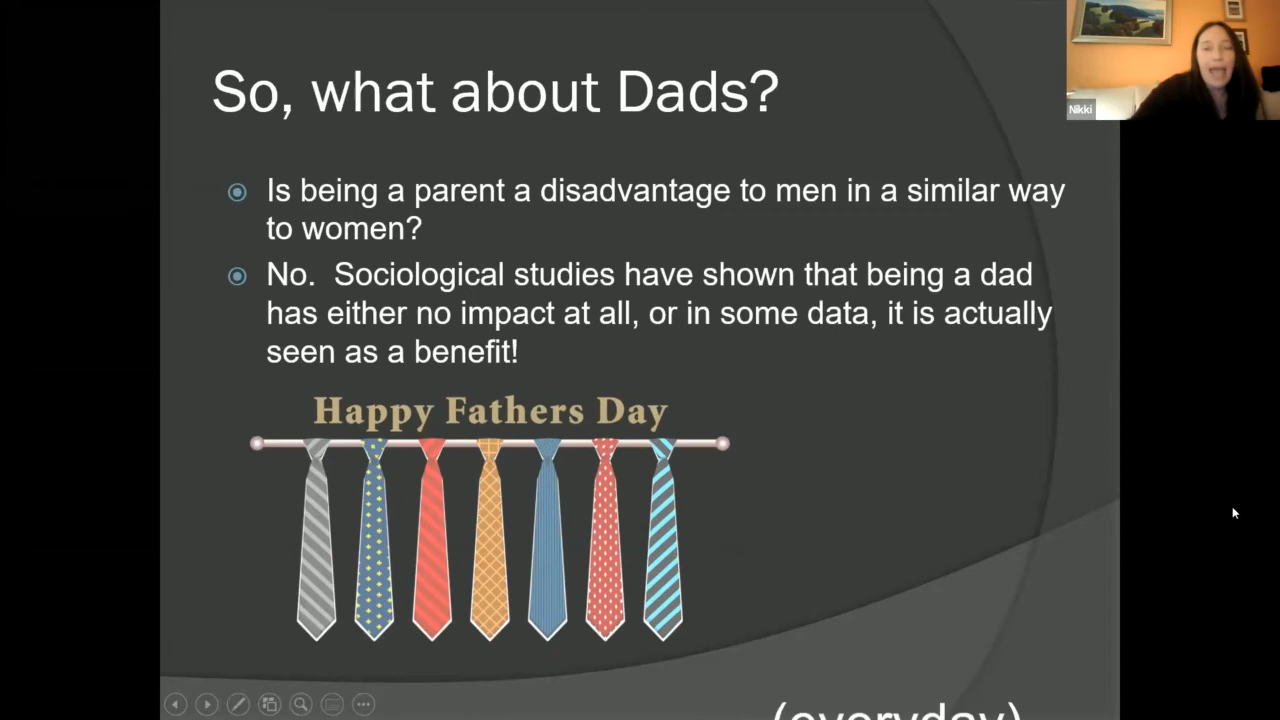 So, what about Dads?
Nikki
Is being a parent a disadvantage to men in a similar way
to women?
No.  Sociological studies have shown that being a dad
has either no impact at all, or in some data, it is actually
seen as a benefit!
Happy Fathers Day
(everyday)